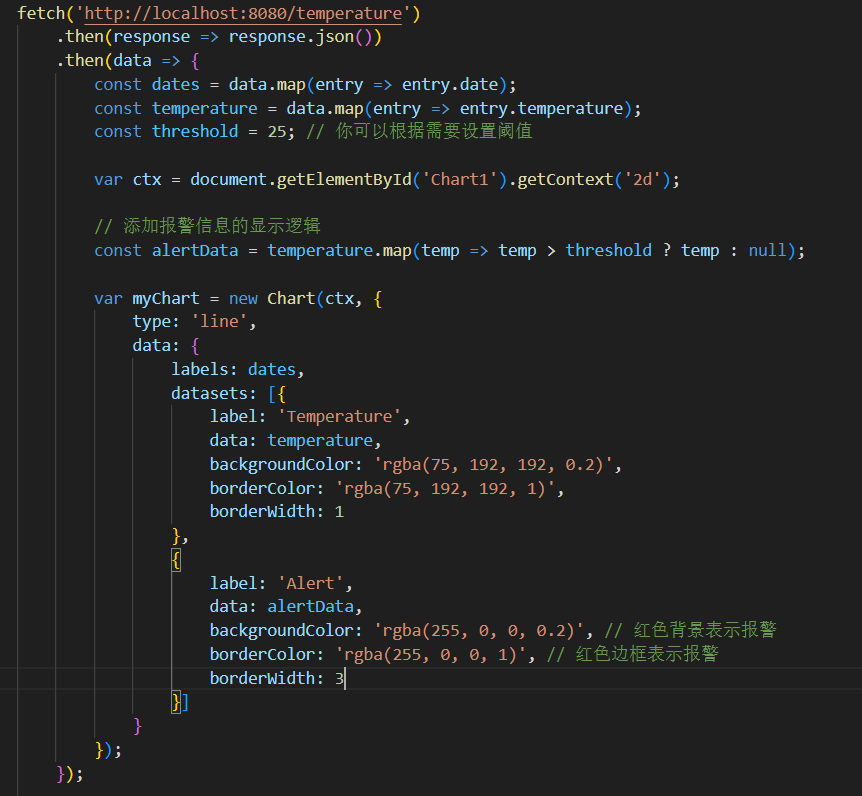 fetch('http://localhost:8080/temperature')
.then(response => response.json())
.then(data => {
const dates = data.map(entry => entry.date);
const temperature = data.map(entry => entry.temperature);
const threshold = 25; // 你可以根据需要设置阈值
var ctx = document.getElementById('Chart1').getContext('2d');
// 添加报警信息的显示逻辑
const alertData = temperature.map(temp => temp > threshold ? temp : null);
var myChart = new Chart(ctx, {
type: 'line',
data: {
labels: dates,
datasets: [{
label: 'Temperature',
data: temperature,
backgroundColor: 'rgba(75, 192, 192, 0.2)',
borderColor: 'rgba(75, 192, 192, 1)',
borderWidth: 1
},
{
label: 'Alert',
data: alertData,
backgroundColor: 'rgba(255, 0, 0, 0.2)', // 红色背景表示报警
borderColor: 'rgba(255, 0, 0, 1)', // 红色边框表示报警
borderWidth: 3
}]
}
});
});